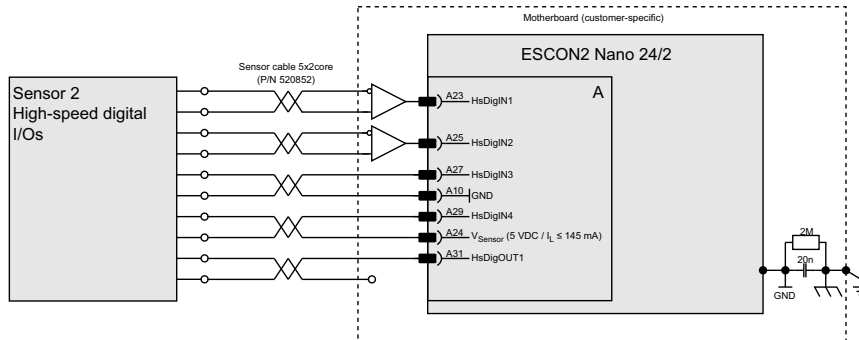 Motherboard (customer-specific)
ESCON2 Nano 24/2
Sensor cable 5x2core
(P/N 520852)
Sensor 2
High-speed digital
I/Os
A
A23
HsDigIN1
A25
HsDigIN2
A27
HsDigIN3
A10
GND
A29
HsDigIN4
A24
VSensor (5 VDC / IL ≤ 145 mA)
A31
HsDigOUT1
2M
20n
GND